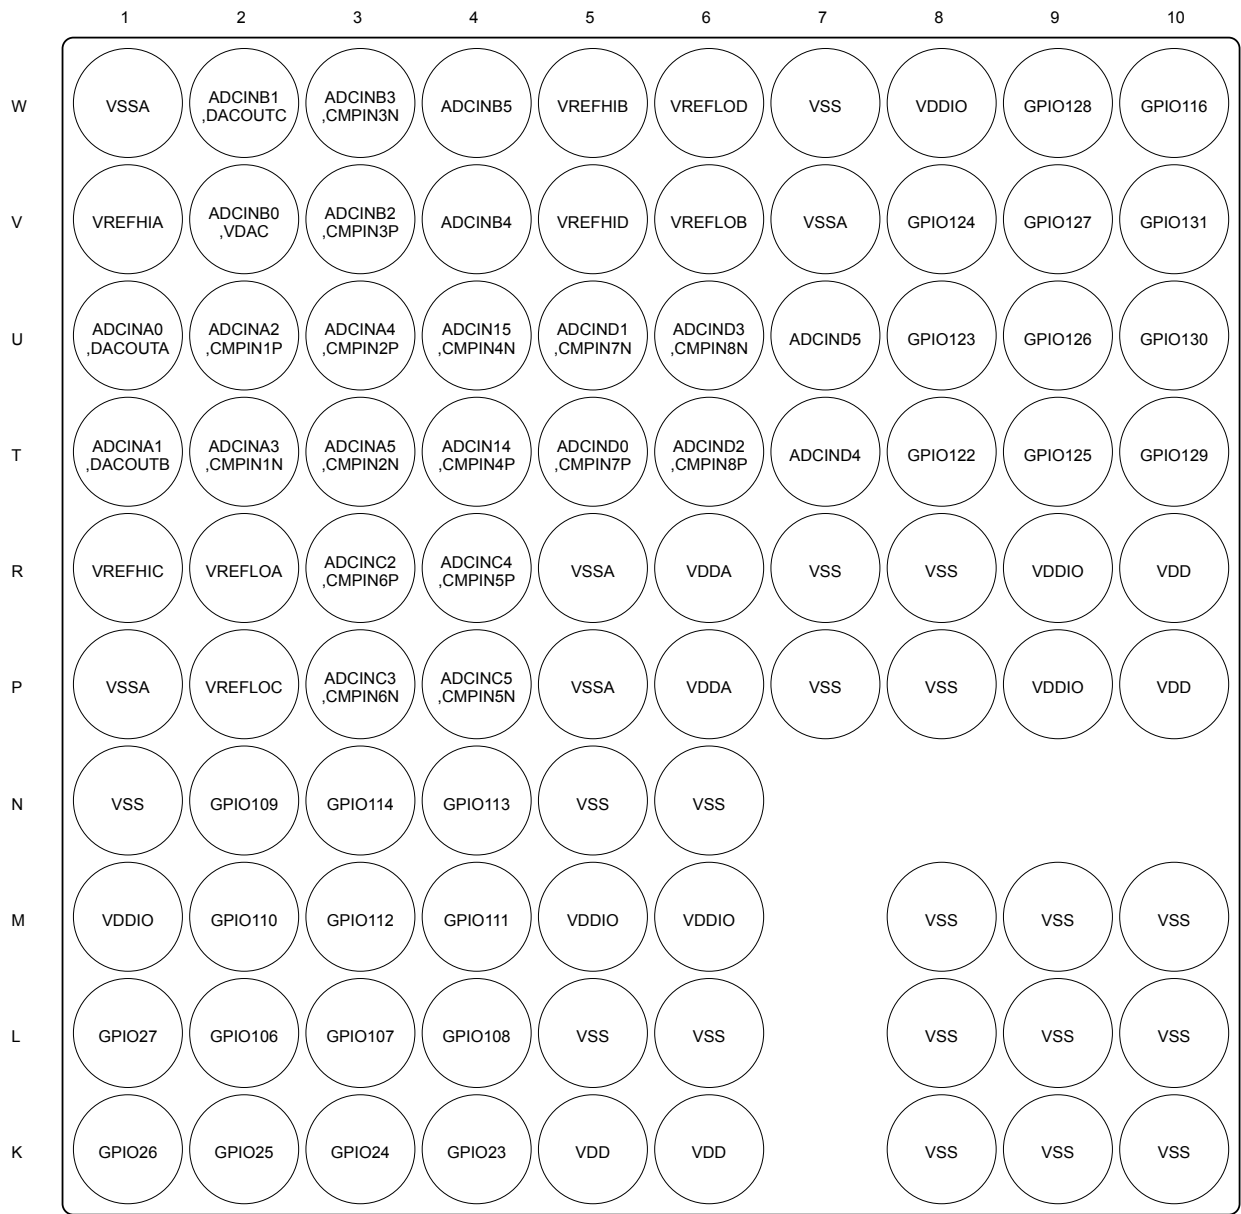 1 2 3 4 5 6 7 8 9 10
W VSSA ADCINB1 ,DACOUTC ADCINB3 ,CMPIN3N ADCINB5 VREFHIB VREFLOD VSS VDDIO GPIO128 GPIO116
V VREFHIA ADCINB0 ,VDAC ADCINB2 ,CMPIN3P ADCINB4 VREFHID VREFLOB VSSA GPIO124 GPIO127 GPIO131
U ADCINA0 ,DACOUTA ADCINA2 ,CMPIN1P ADCINA4 ,CMPIN2P ADCIN15 ,CMPIN4N ADCIND1 ,CMPIN7N ADCIND3 ,CMPIN8N ADCIND5 GPIO123 GPIO126 GPIO130
T ADCINA1 ,DACOUTB ADCINA3 ,CMPIN1N ADCINA5 ,CMPIN2N ADCIN14 ,CMPIN4P ADCIND0 ,CMPIN7P ADCIND2 ,CMPIN8P ADCIND4 GPIO122 GPIO125 GPIO129
R VREFHIC VREFLOA ADCINC2 ,CMPIN6P ADCINC4 ,CMPIN5P VSSA VDDA VSS VSS VDDIO VDD
P VSSA VREFLOC ADCINC3 ,CMPIN6N ADCINC5 ,CMPIN5N VSSA VDDA VSS VSS VDDIO VDD
N VSS GPIO109 GPIO114 GPIO113 VSS VSS
M VDDIO GPIO110 GPIO112 GPIO111 VDDIO VDDIO VSS VSS VSS
L GPIO27 GPIO106 GPIO107 GPIO108 VSS VSS VSS VSS VSS
K GPIO26 GPIO25 GPIO24 GPIO23 VDD VDD VSS VSS VSS